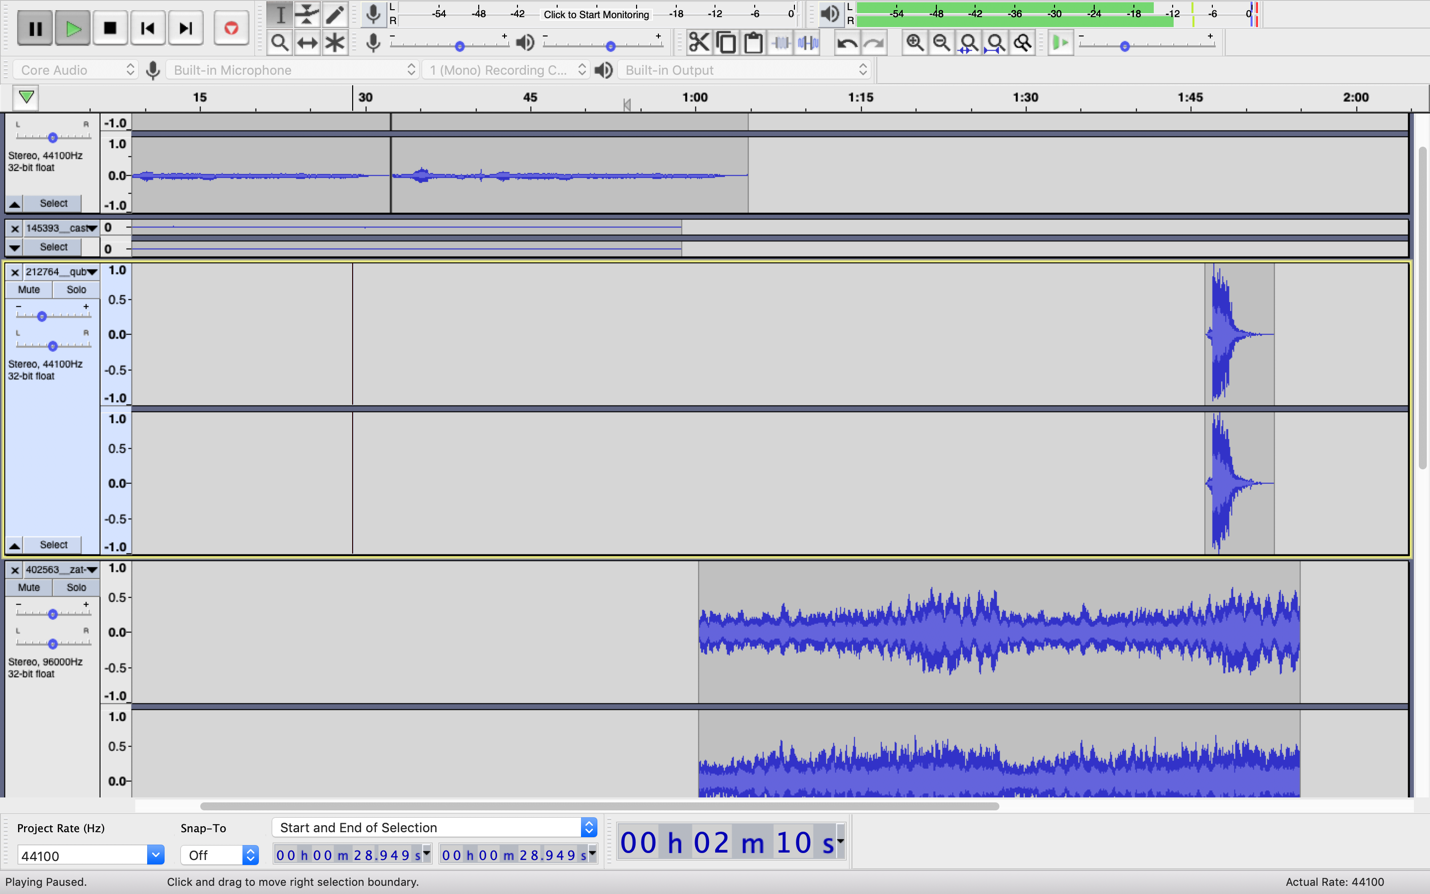 L
R
-54 -48 -42 Click to Start Monitoring -18 -12 -6 0
L
R
-54 -48 -42 -36 -30 -24 -18 -12 -6 0
- +
- +
- +
Core Audio
Built-in Microphone
1 (Mono) Recording C...
Built-in Output
15 30 45 1:00 1:15 1:30 1:45 2:00
L R
Stereo, 44100Hz
32-bit float
Select
-1.0
1.0
0.0
-1.0
145393__cast
Select
0
0
212764__qub
Mute Solo
- +
L R
Stereo, 44100Hz
32-bit float
Select
1.0
0.5
0.0
-0.5
-1.0
1.0
0.5
0.0
-0.5
-1.0
402563__zat-
Mute Solo
- +
L R
Stereo, 96000Hz
32-bit float
1.0
0.5
0.0
-0.5
-1.0
1.0
0.5
0.0
Project Rate (Hz)
44100
Snap-To
Off
Start and End of Selection
00 h 00 m 28.949 s
00 h 00 m 28.949 s
00 h 02 m 10 s
Playing Paused.
Click and drag to move right selection boundary.
Actual Rate: 44100